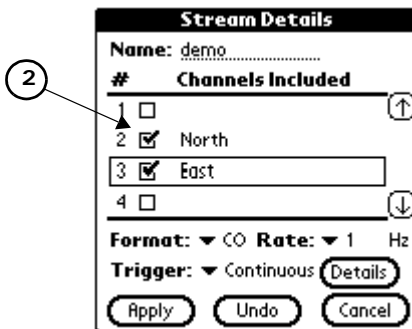 Stream Details
Name: demo
# Channels Included
1
2 North
3 East
4
Format: CO Rate: 1 Hz
Trigger: Continuous Details
Apply Undo Cancel
2